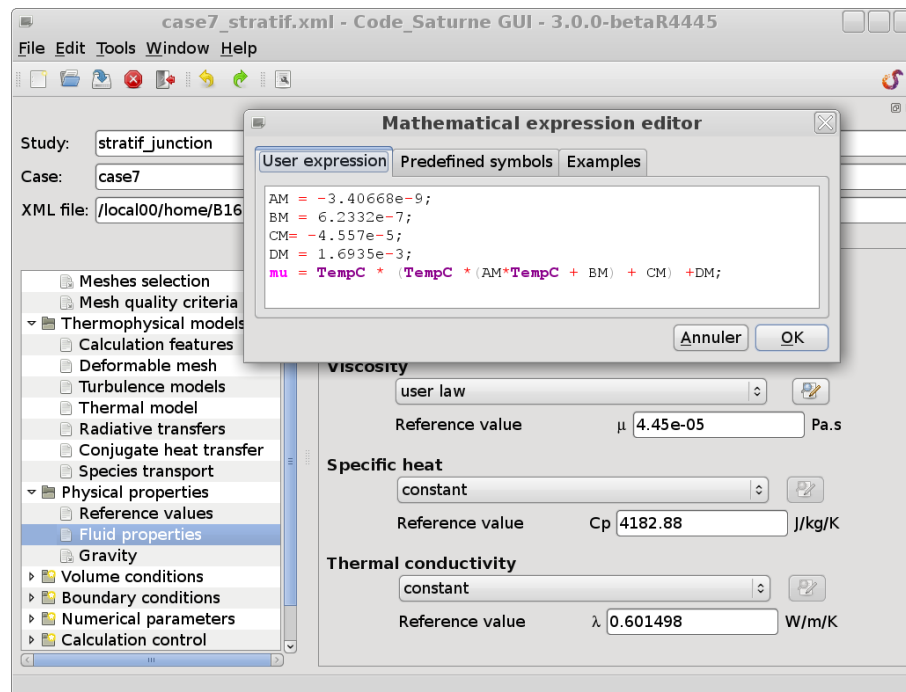 case7_stratif.xml - Code_Saturne GUI - 3.0.0-betaR4445
File Edit Tools Window Help
Study: stratif_junction
Case: case7
XML file: /local00/home/B16
Mathematical expression editor
User expression Predefined symbols Examples
AM = -3.40668e-9;
BM = 6.2332e-7;
CM= -4.557e-5;
DM = 1.6935e-3;
mu = TempC * (TempC *(AM*TempC + BM) + CM) +DM;
Annuler OK
Meshes selection
Mesh quality criteria
Thermophysical models
Calculation features
Deformable mesh
Turbulence models
Thermal model
Radiative transfers
Conjugate heat transfer
Species transport
Physical properties
Reference values
Fluid properties
Gravity
Volume conditions
Boundary conditions
Numerical parameters
Calculation control
Viscosity
user law
Reference value μ 4.45e-05 Pa.s
Specific heat
constant
Reference value Cp 4182.88 J/kg/K
Thermal conductivity
constant
Reference value λ 0.601498 W/m/K